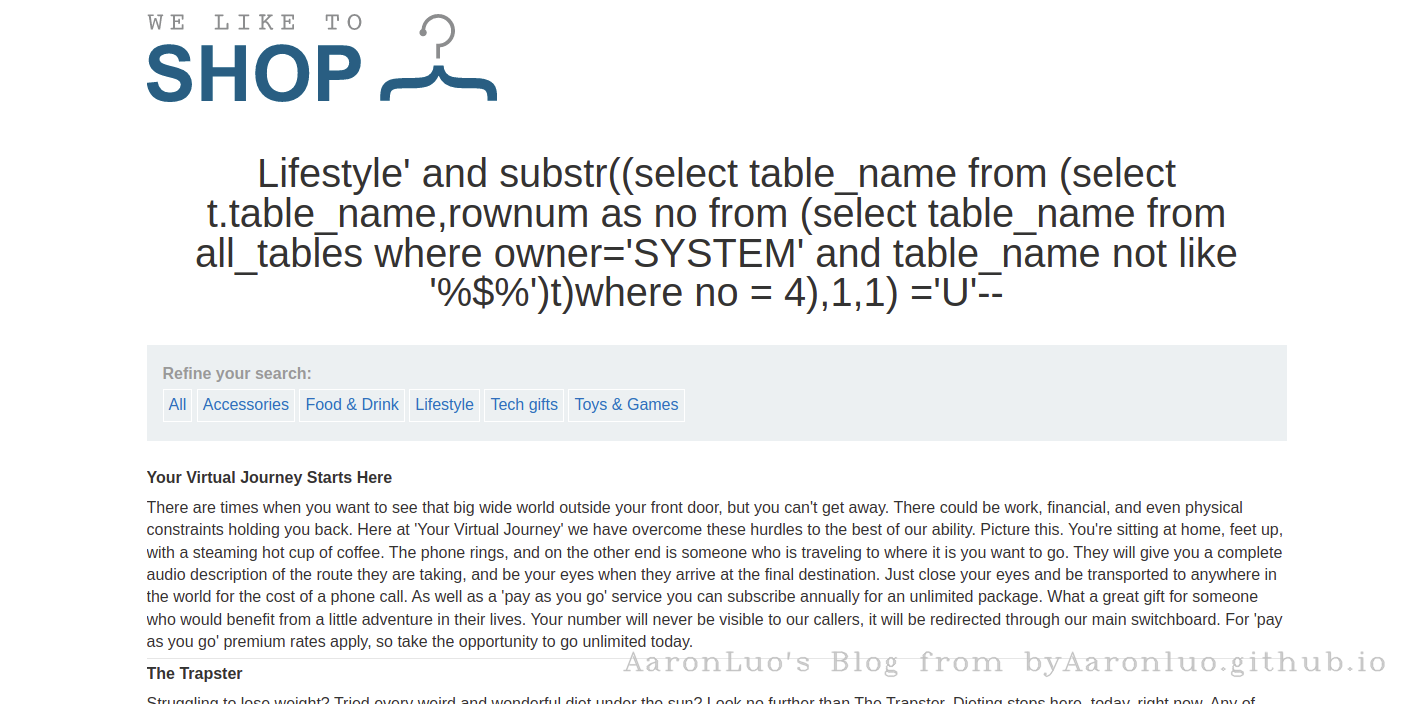 WE LIKE TO
SHOP
Lifestyle' and substr((select table_name from (select
t.table_name,rownum as no from (select table_name from
all_tables where owner='SYSTEM' and table_name not like
'%$%')t)where no = 4),1,1) ='U'--
Refine your search:
All Accessories Food & Drink Lifestyle Tech gifts Toys & Games
Your Virtual Journey Starts Here
There are times when you want to see that big wide world outside your front door, but you can't get away. There could be work, financial, and even physical
constraints holding you back. Here at 'Your Virtual Journey' we have overcome these hurdles to the best of our ability. Picture this. You're sitting at home, feet up,
with a steaming hot cup of coffee. The phone rings, and on the other end is someone who is traveling to where it is you want to go. They will give you a complete
audio description of the route they are taking, and be your eyes when they arrive at the final destination. Just close your eyes and be transported to anywhere in
the world for the cost of a phone call. As well as a 'pay as you go' service you can subscribe annually for an unlimited package. What a great gift for someone
who would benefit from a little adventure in their lives. Your number will never be visible to our callers, it will be redirected through our main switchboard. For 'pay
as you go' premium rates apply, so take the opportunity to go unlimited today.
AaronLuo's Blog from byAaronluo.github.io
The Trapster
Struggling to lose weight? Tried every weird and wonderful diet under the sun? Look no further than The Trapster. Dieting stops here, today, right now. Any of